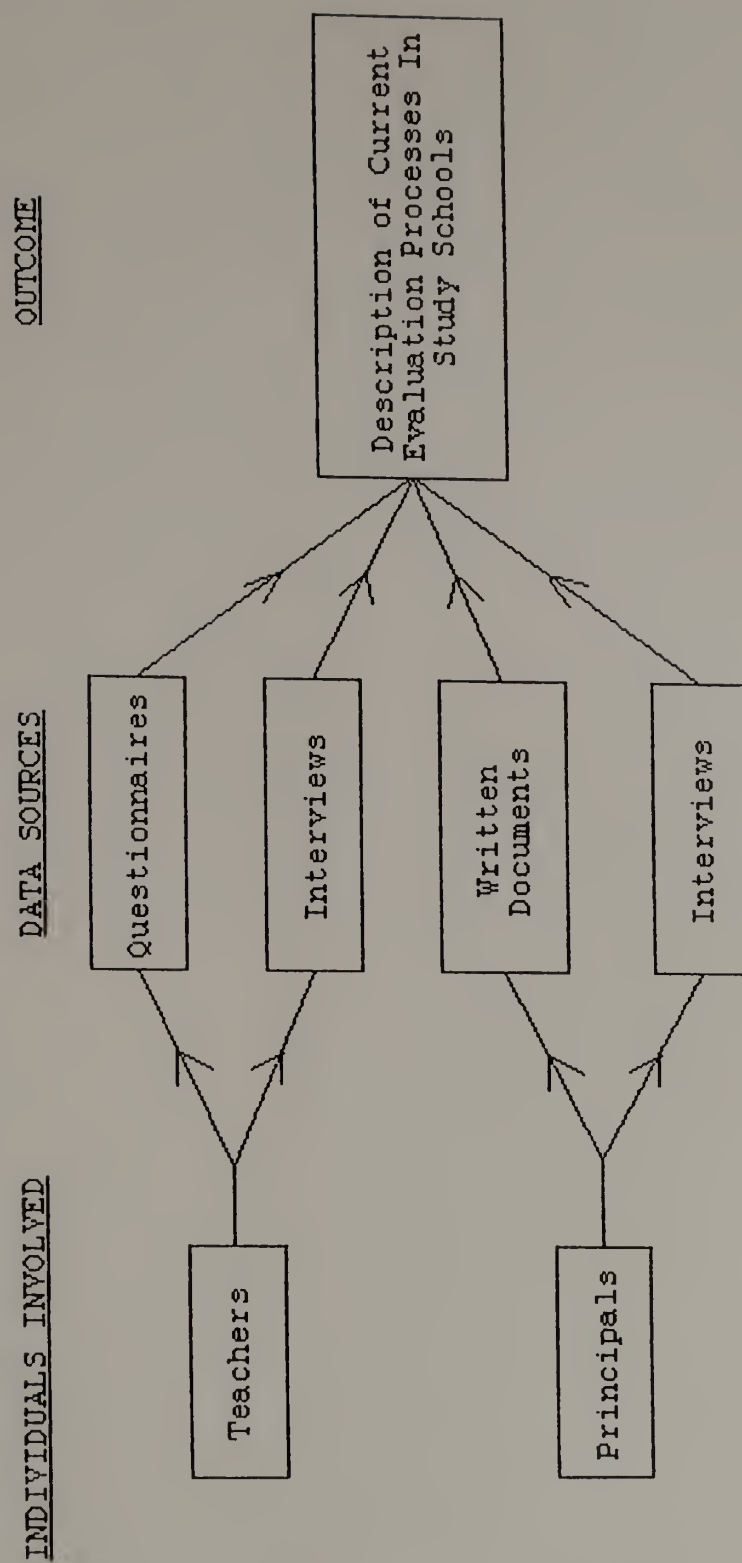 INDIVIDUALS INVOLVED
DATA SOURCES
OUTCOME
Teachers
Principals
Questionnaires
Interviews
Written
Documents
Interviews
Description of Current
Evaluation Processes In
Study Schools